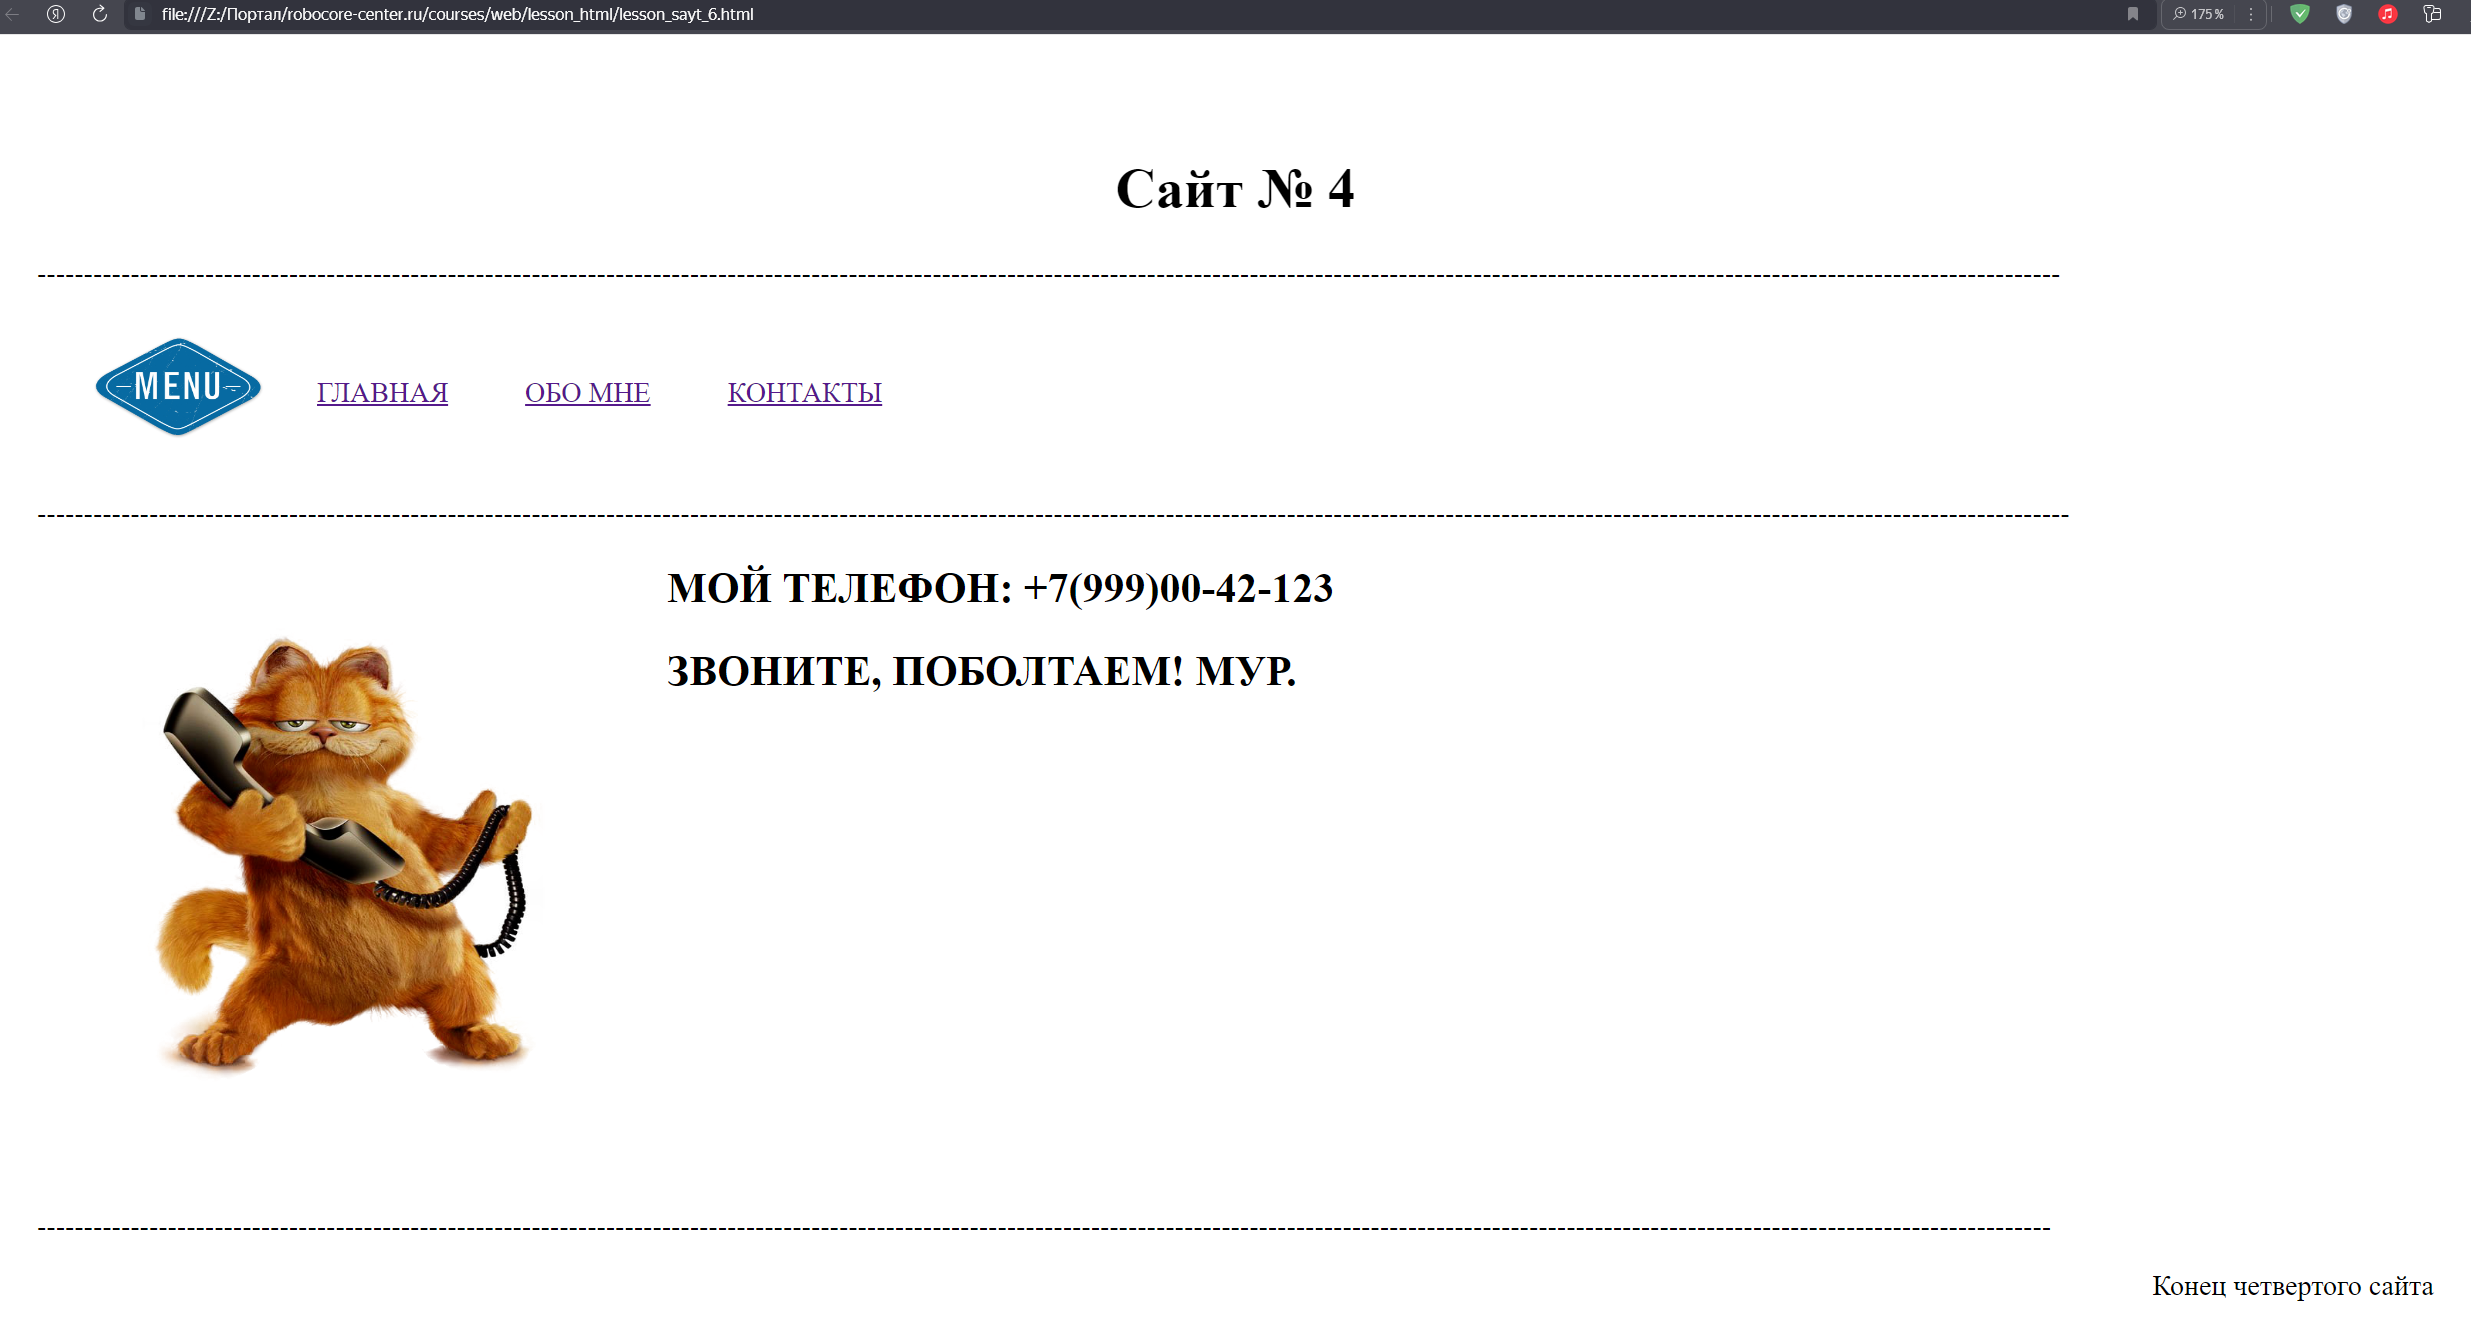 file:///Z:/Портал/robocore-center.ru/courses/web/lesson_html/lesson_sayt_6.html 175%
Сайт № 4
MENU ГЛАВНАЯ ОБО МНЕ КОНТАКТЫ
МОЙ ТЕЛЕФОН: +7(999)00-42-123
ЗВОНИТЕ, ПОБОЛТАЕМ! МУР.
Конец четвертого сайта